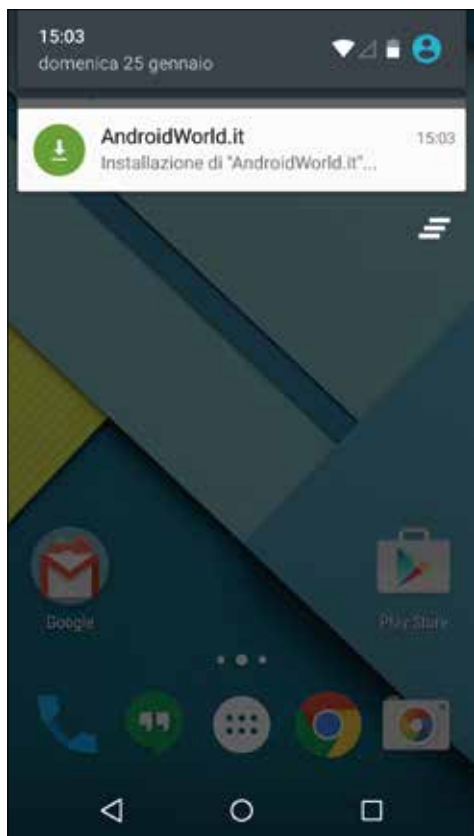 15:03
domenica 25 gennaio
AndroidWorld.it 15:03
Installazione di "AndroidWorld.it"...
Google Play Store